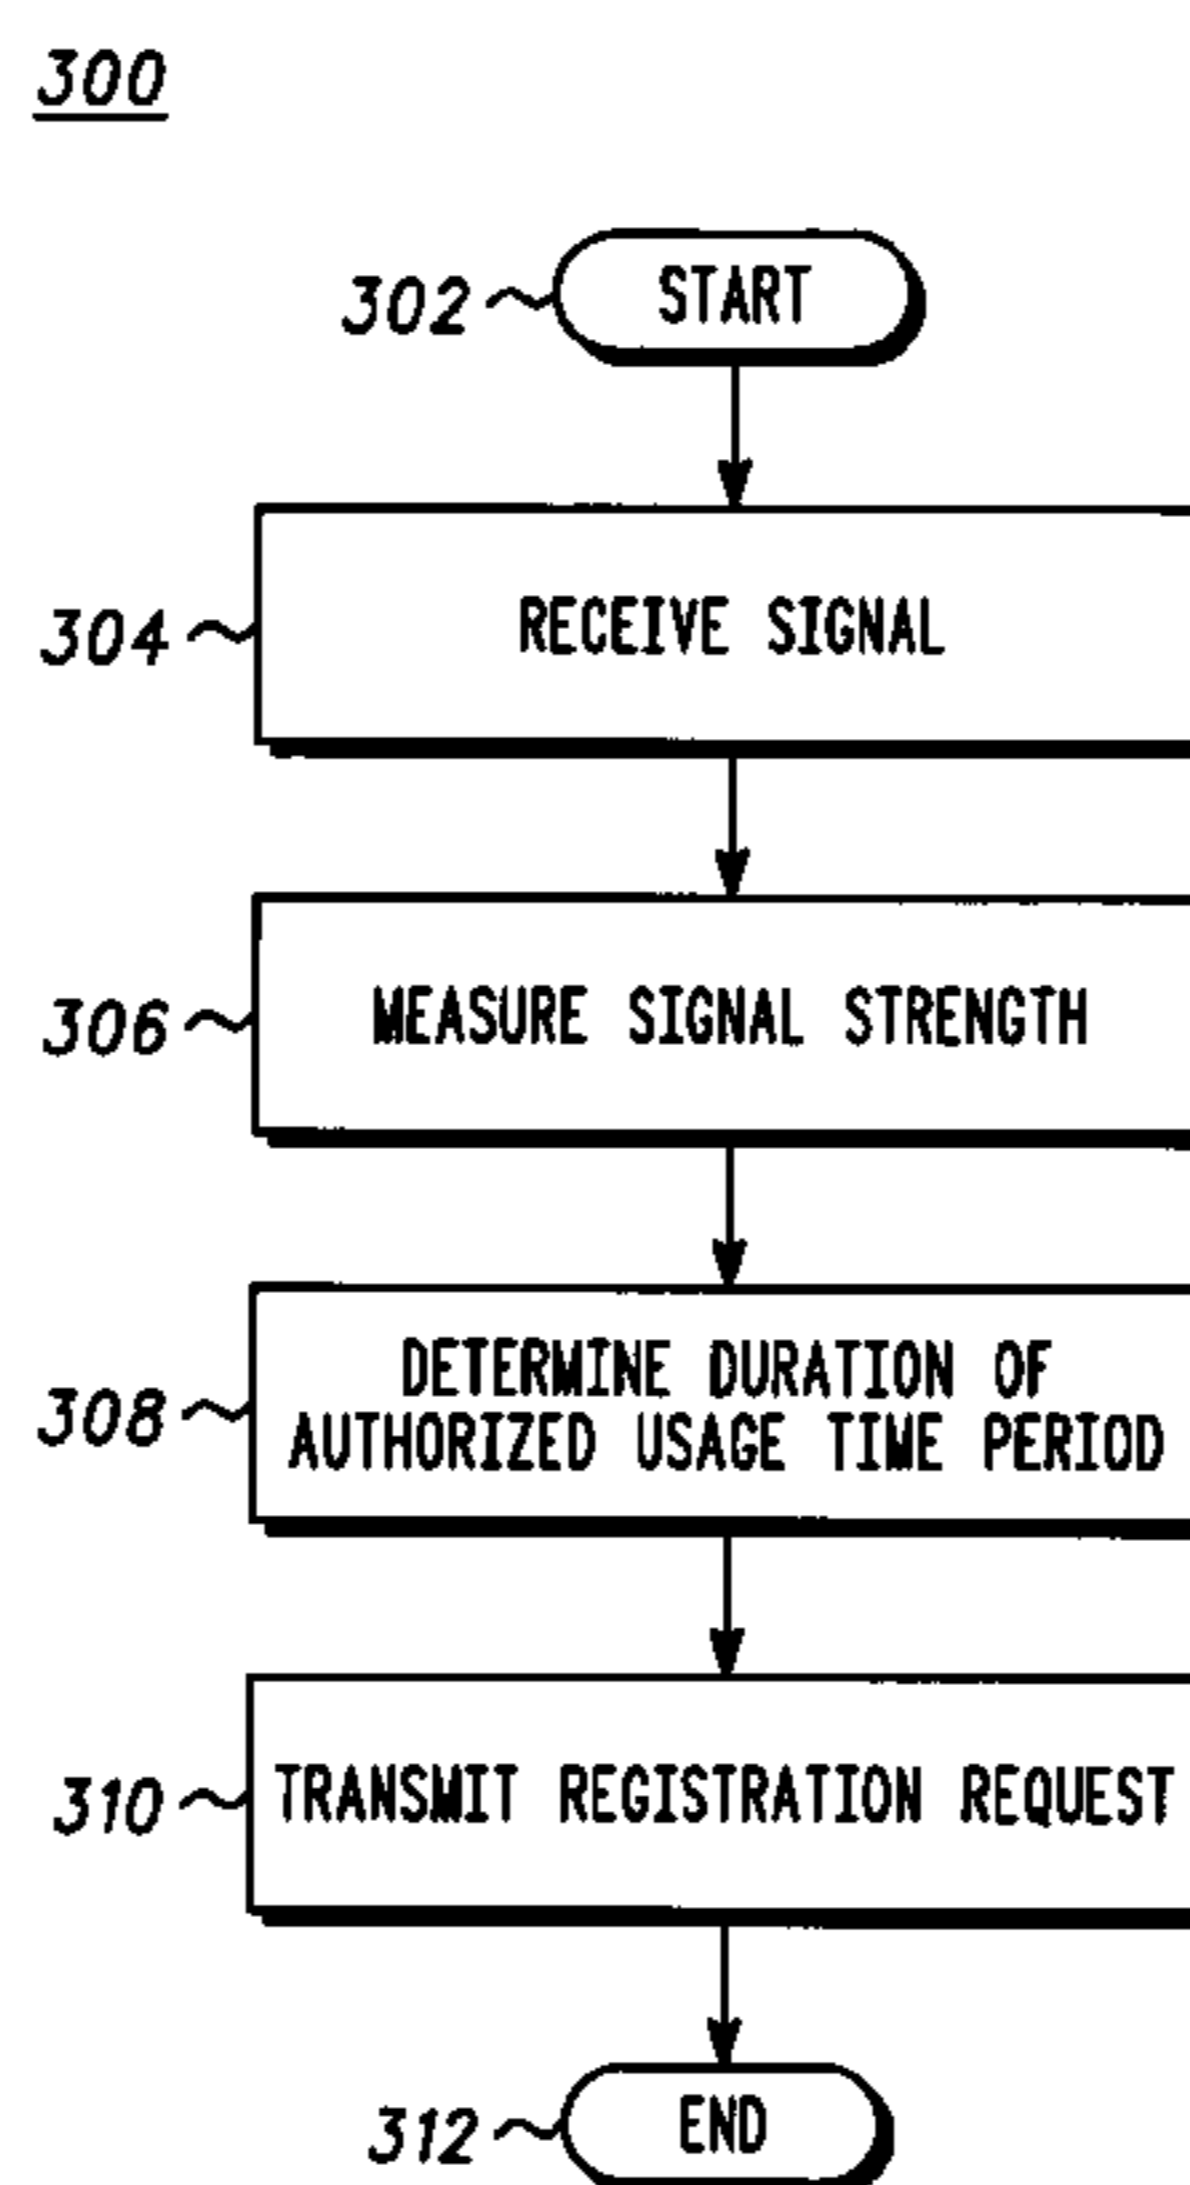 300
302 START
304 RECEIVE SIGNAL
306 MEASURE SIGNAL STRENGTH
308 DETERMINE DURATION OF
AUTHORIZED USAGE TIME PERIOD
310 TRANSMIT REGISTRATION REQUEST
312 END